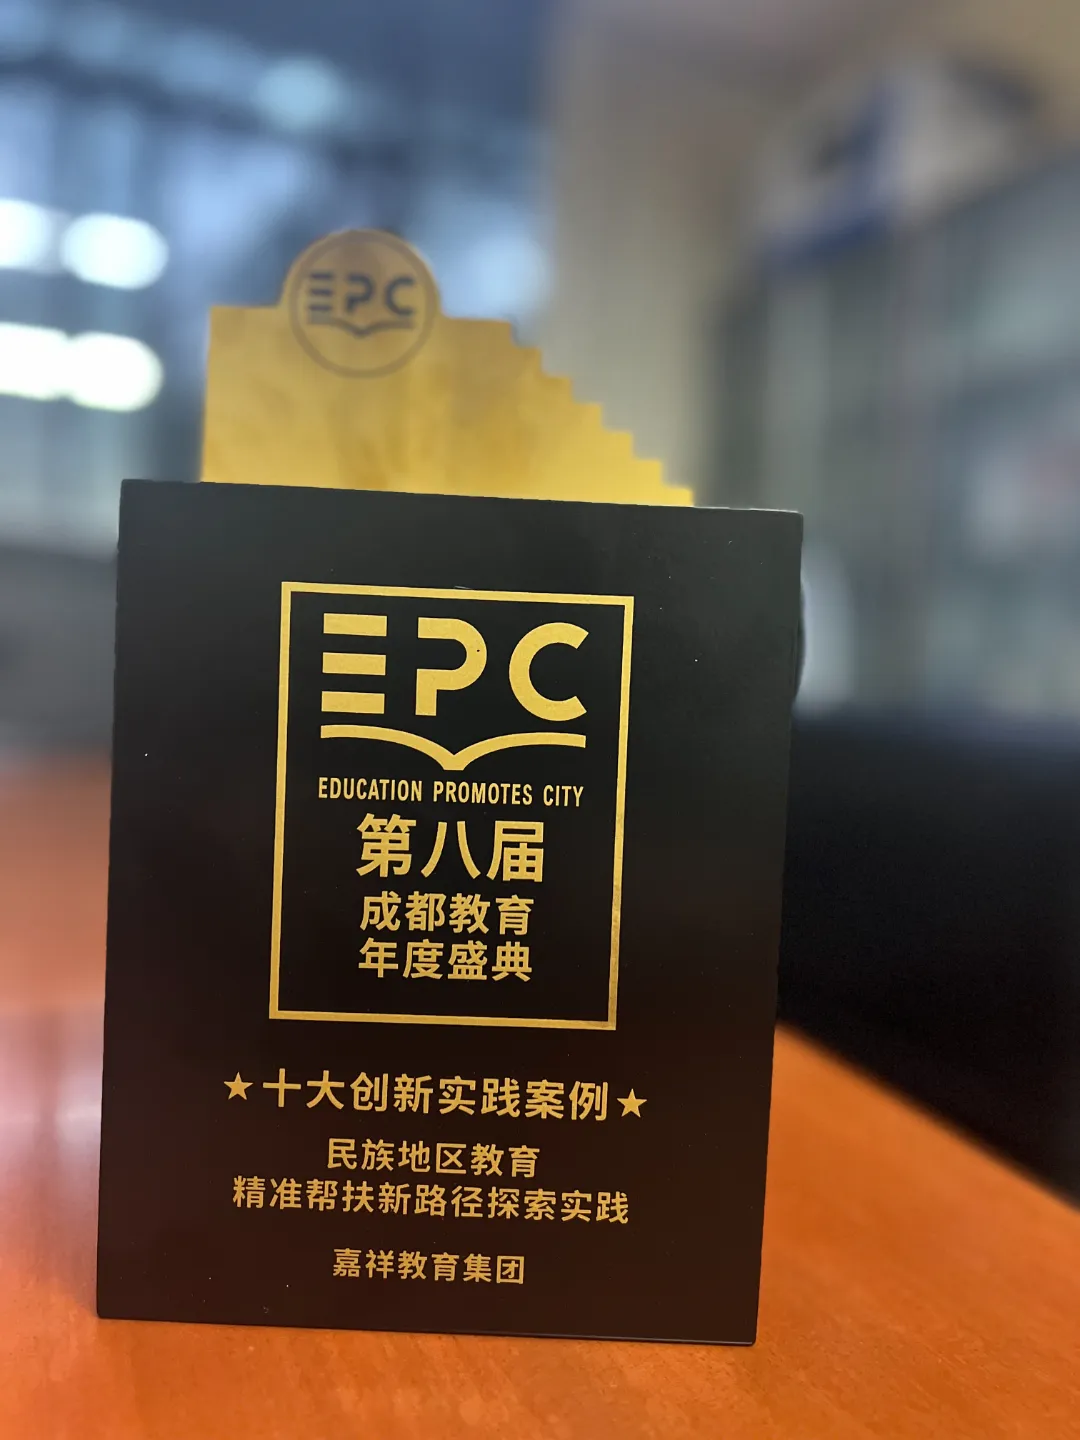 EPC
EPC
EDUCATION PROMOTES CITY
第八届
成都教育
年度盛典
★十大创新实践案例★
民族地区教育
精准帮扶新路径探索实践
嘉祥教育集团